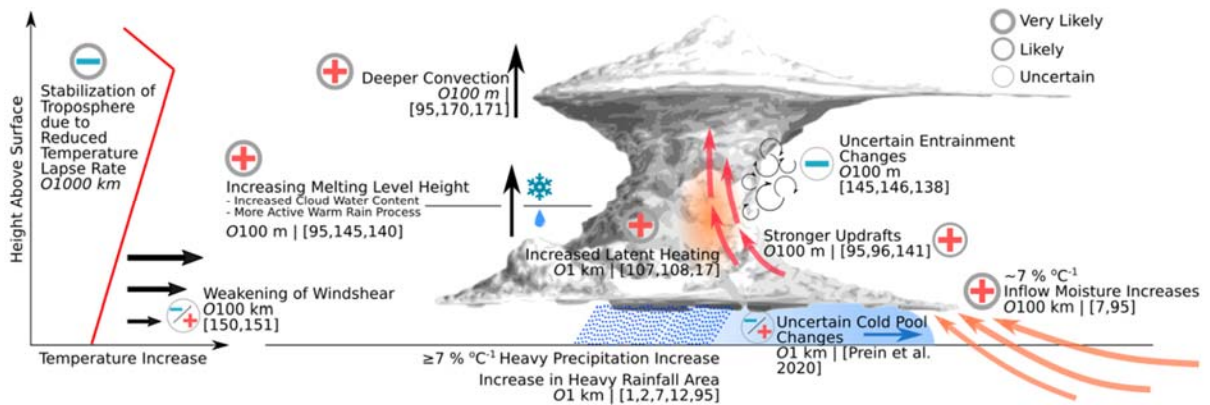 Height Above Surface
Stabilization of
Troposphere
due to
Reduced
Temperature
Lapse Rate
O1000 km
Temperature Increase
Weakening of Windshear
O100 km
[150,151]
Increasing Melting Level Height
- Increased Cloud Water Content
- More Active Warm Rain Process
O100 m | [95,145,140]
Deeper Convection
O100 m |
[95,170,171]
Increased Latent Heating
O1 km | [107,108,17]
Very Likely
Likely
Uncertain
Uncertain Entrainment
Changes
O100 m
[145,146,138]
Stronger Updrafts
O100 m | [95,96,141]
~7 % °C⁻¹
Inflow Moisture Increases
O100 km | [7,95]
Uncertain Cold Pool
Changes
O1 km | [Prein et al.
2020]
≥7 % °C⁻¹ Heavy Precipitation Increase
Increase in Heavy Rainfall Area
O1 km | [1,2,7,12,95]